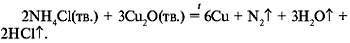 2NH₄Cl(тв.) + 3Cu₂O(тв.) =ᵗ 6Cu + N₂↑ + 3H₂O↑ +
2HCl↑.